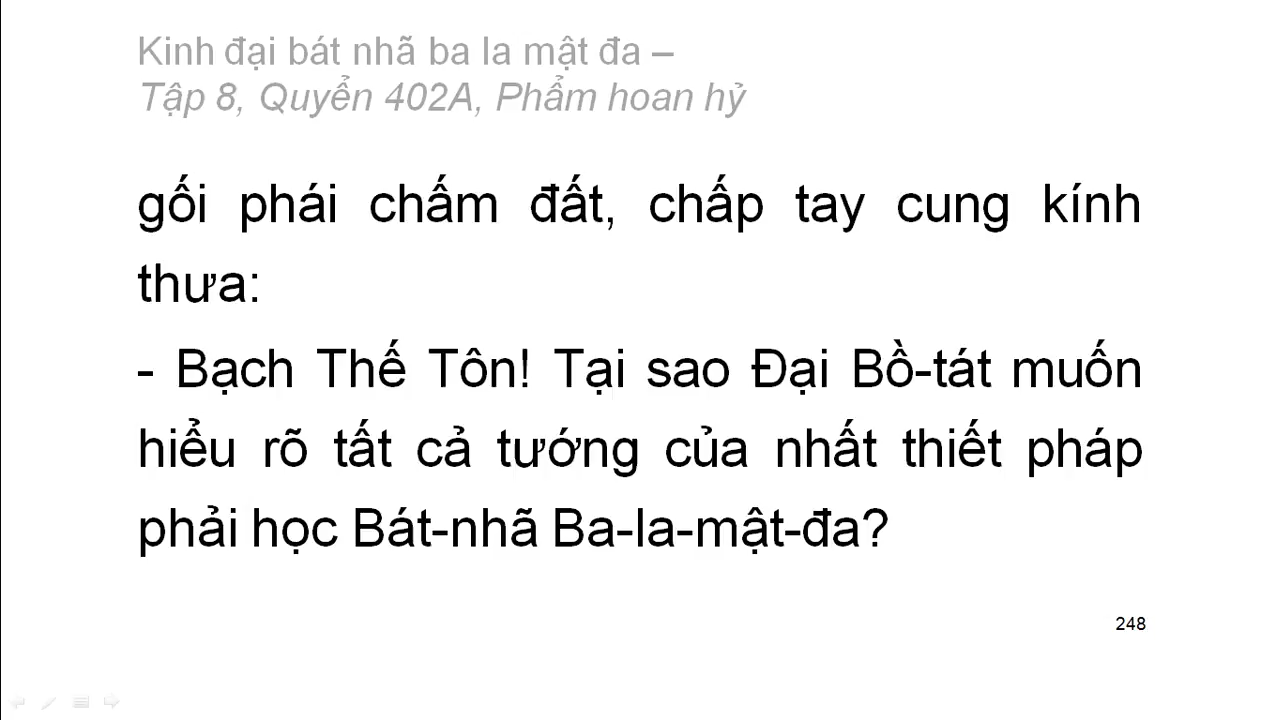 Kinh đại bát nhã ba la mật đa –
Tập 8, Quyển 402A, Phẩm hoan hỷ
gối phái chấm đất, chấp tay cung kính
thưa:
- Bạch Thế Tôn! Tại sao Đại Bồ-tát muốn
hiểu rõ tất cả tướng của nhất thiết pháp
phải học Bát-nhã Ba-la-mật-đa?
248